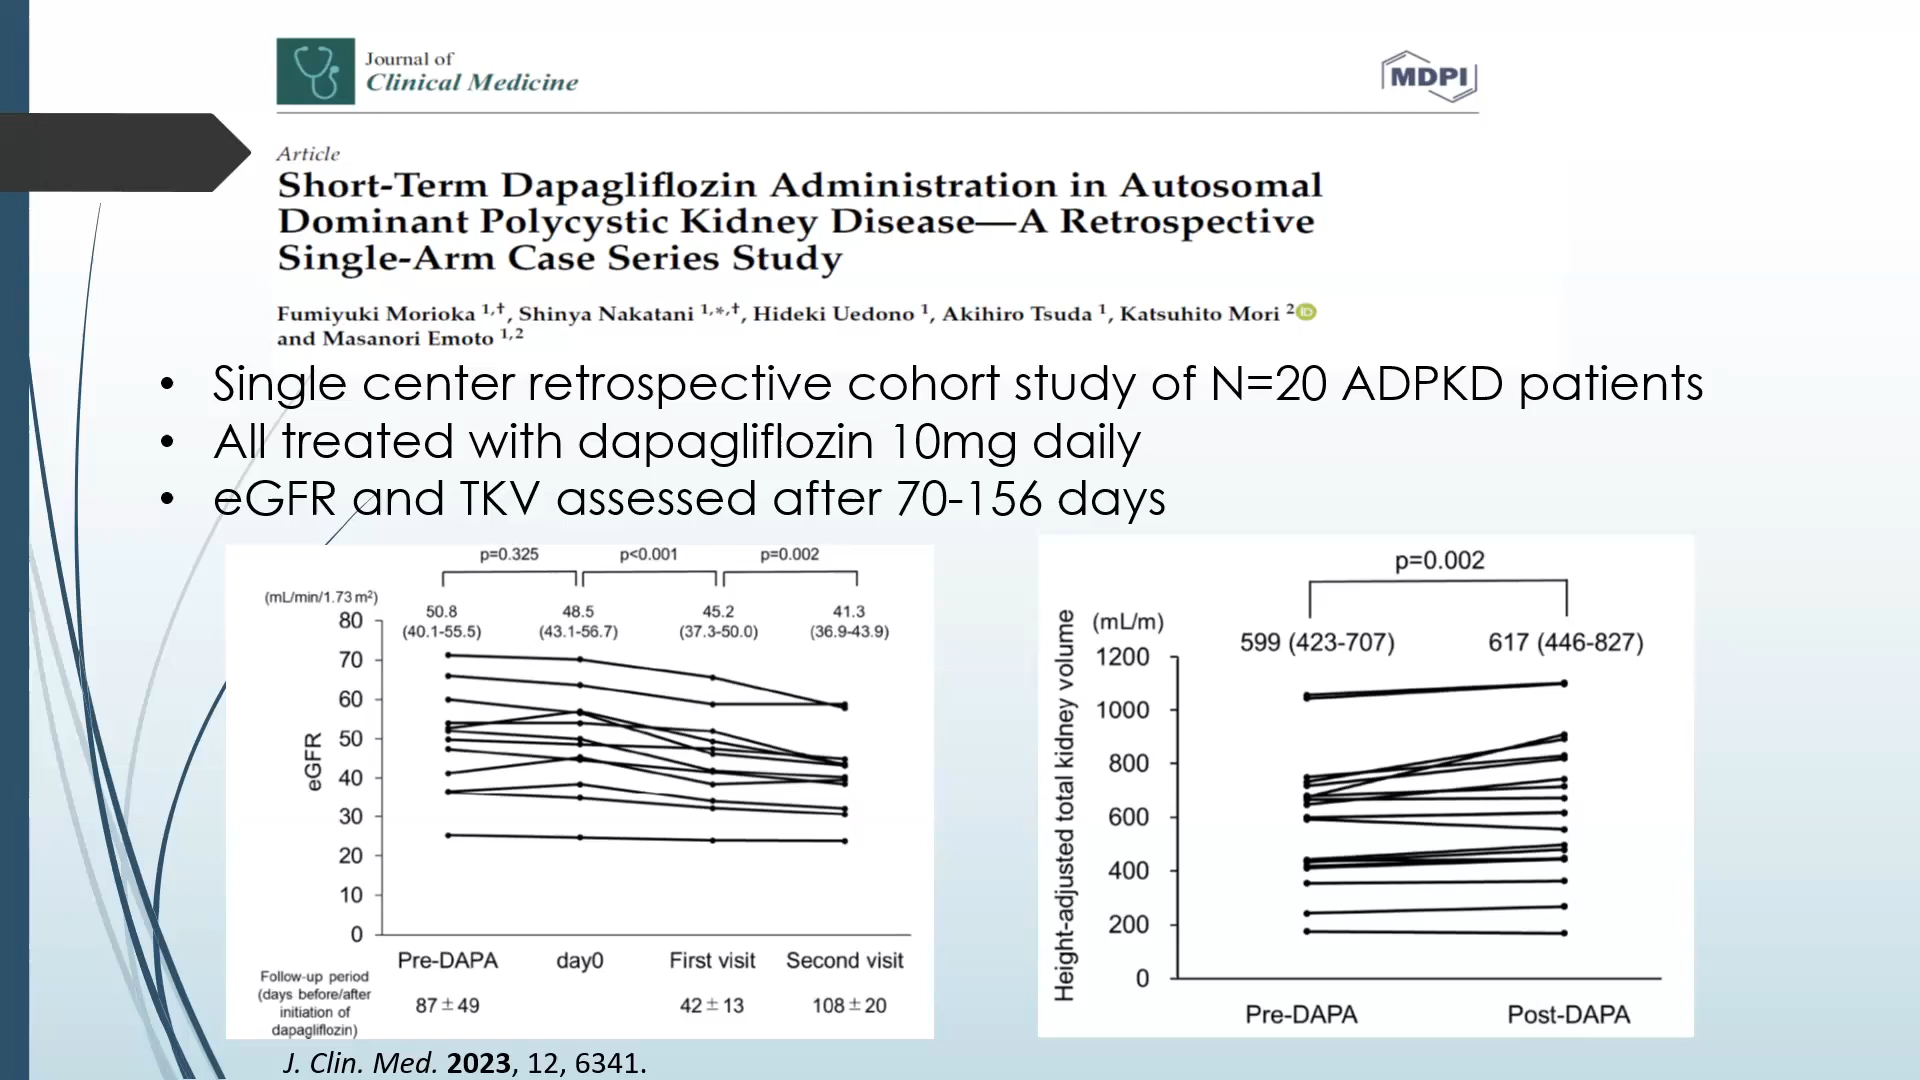 Journal of
Clinical Medicine
MDPI
Article
Short-Term Dapagliflozin Administration in Autosomal
Dominant Polycystic Kidney Disease—A Retrospective
Single-Arm Case Series Study
Fumiyuki Morioka 1,†, Shinya Nakatani 1,*,†, Hideki Uedono 1, Akihiro Tsuda 1, Katsuhito Mori 2 iD
and Masanori Emoto 1,2
• Single center retrospective cohort study of N=20 ADPKD patients
• All treated with dapagliflozin 10mg daily
• eGFR and TKV assessed after 70-156 days
p=0.325 p<0.001 p=0.002
(mL/min/1.73 m²)
50.8 48.5 45.2 41.3
(40.1-55.5) (43.1-56.7) (37.3-50.0) (36.9-43.9)
80
70
60
50
40
30
20
10
0
eGFR
Pre-DAPA day0 First visit Second visit
Follow-up period
(days before/after
initiation of
dapagliflozin)
87±49 42±13 108±20
p=0.002
(mL/m)
599 (423-707) 617 (446-827)
1200
1000
800
600
400
200
0
Height-adjusted total kidney volume
Pre-DAPA Post-DAPA
J. Clin. Med. 2023, 12, 6341.